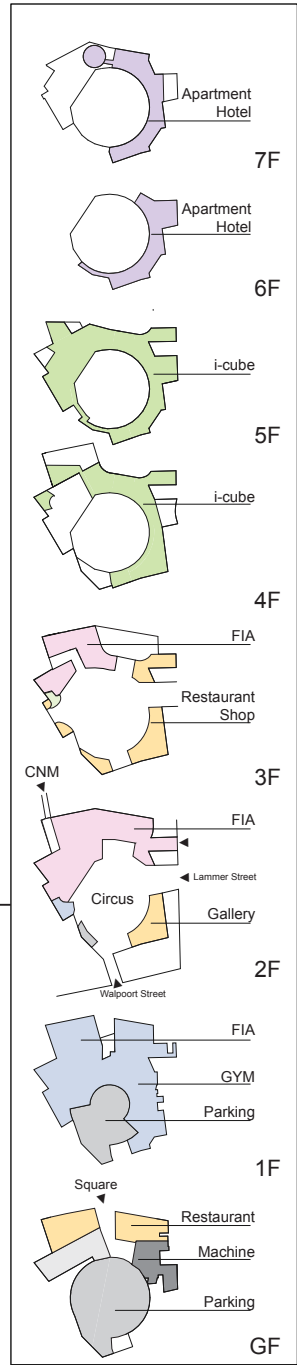 Apartment
Hotel
7F
Apartment
Hotel
6F
i-cube
5F
i-cube
4F
FIA
Restaurant
Shop
3F
CNM
FIA
Lammer Street
Circus
Gallery
2F
Walpoort Street
FIA
GYM
Parking
1F
Square
Restaurant
Machine
Parking
GF